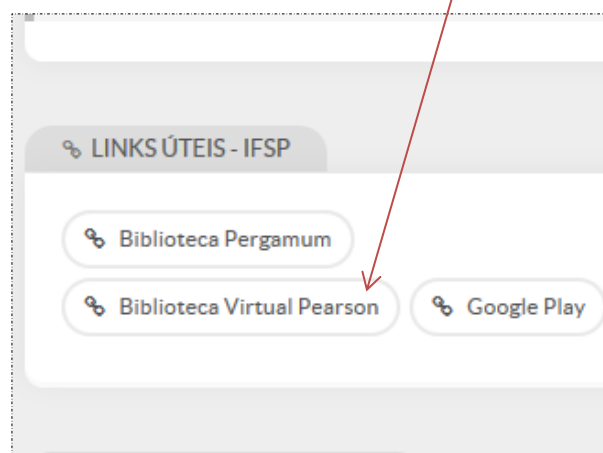 LINKS ÚTEIS - IFSP
Biblioteca Pergamum
Biblioteca Virtual Pearson Google Play